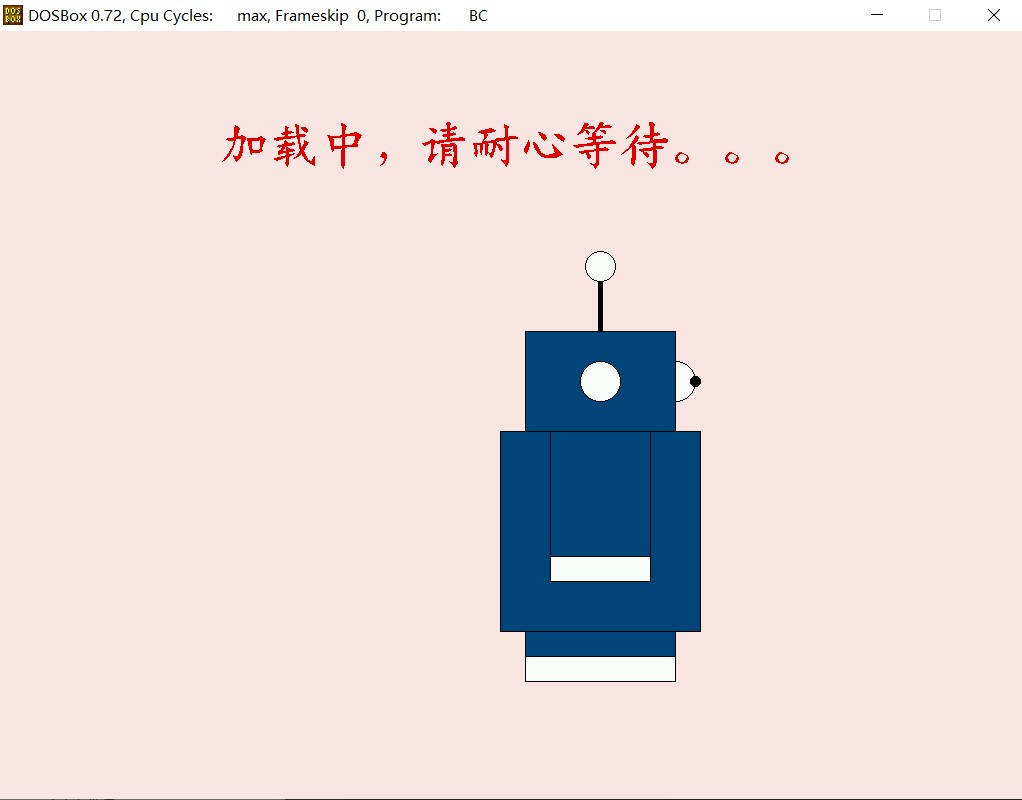 DOSBox 0.72, Cpu Cycles: max, Frameskip 0, Program: BC
加载中，请耐心等待。。。